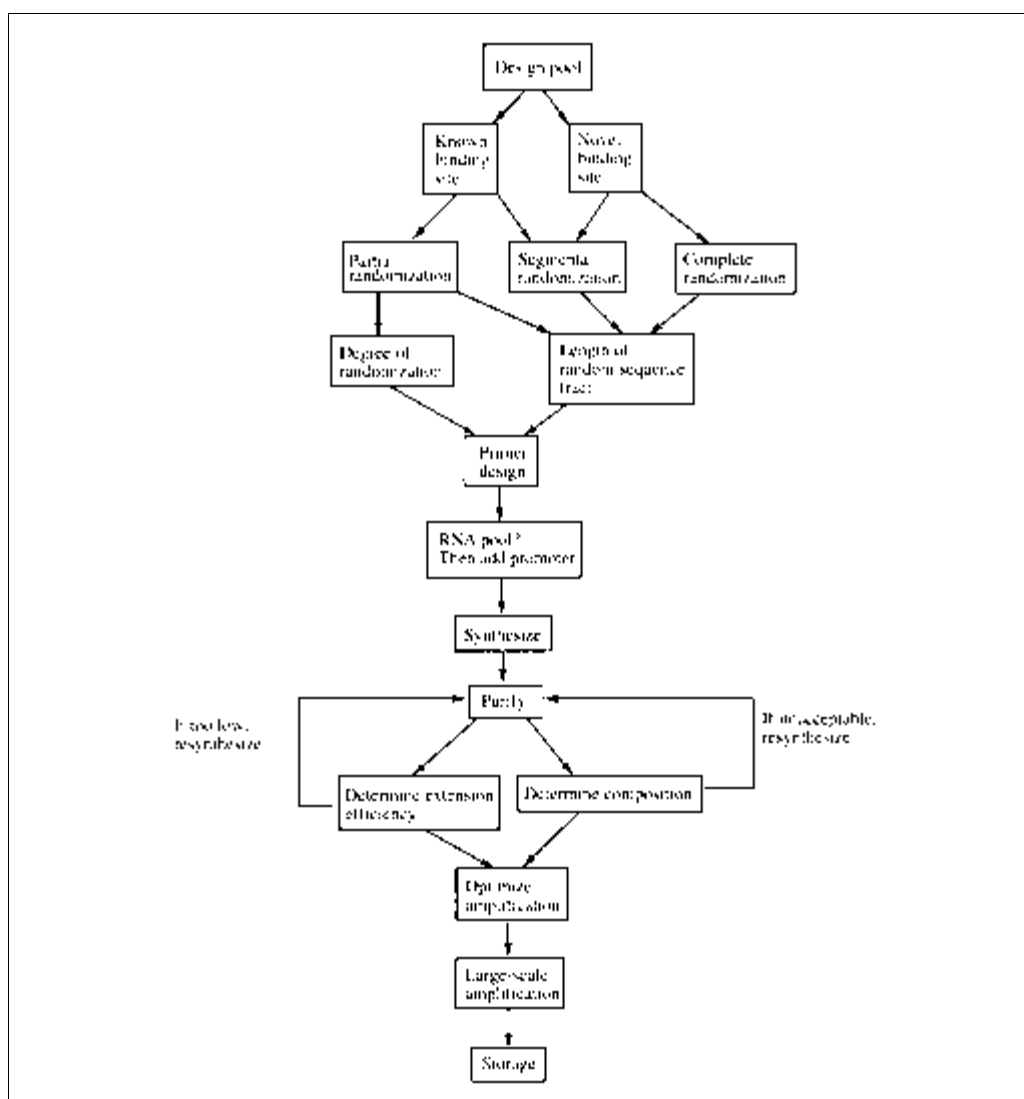 Design pool
Known
binding
site
Novel
binding
site
Partial
randomization
Segmental
randomization
Complete
randomization
Degree of
randomization
Length of
random sequence
tract
Primer
design
RNA pool?
Then add promoter
Synthesize
Purify
If too low,
resynthesize
If unacceptable,
resynthesize
Determine extension
efficiency
Determine composition
Optimize
amplification
Large-scale
amplification
Storage